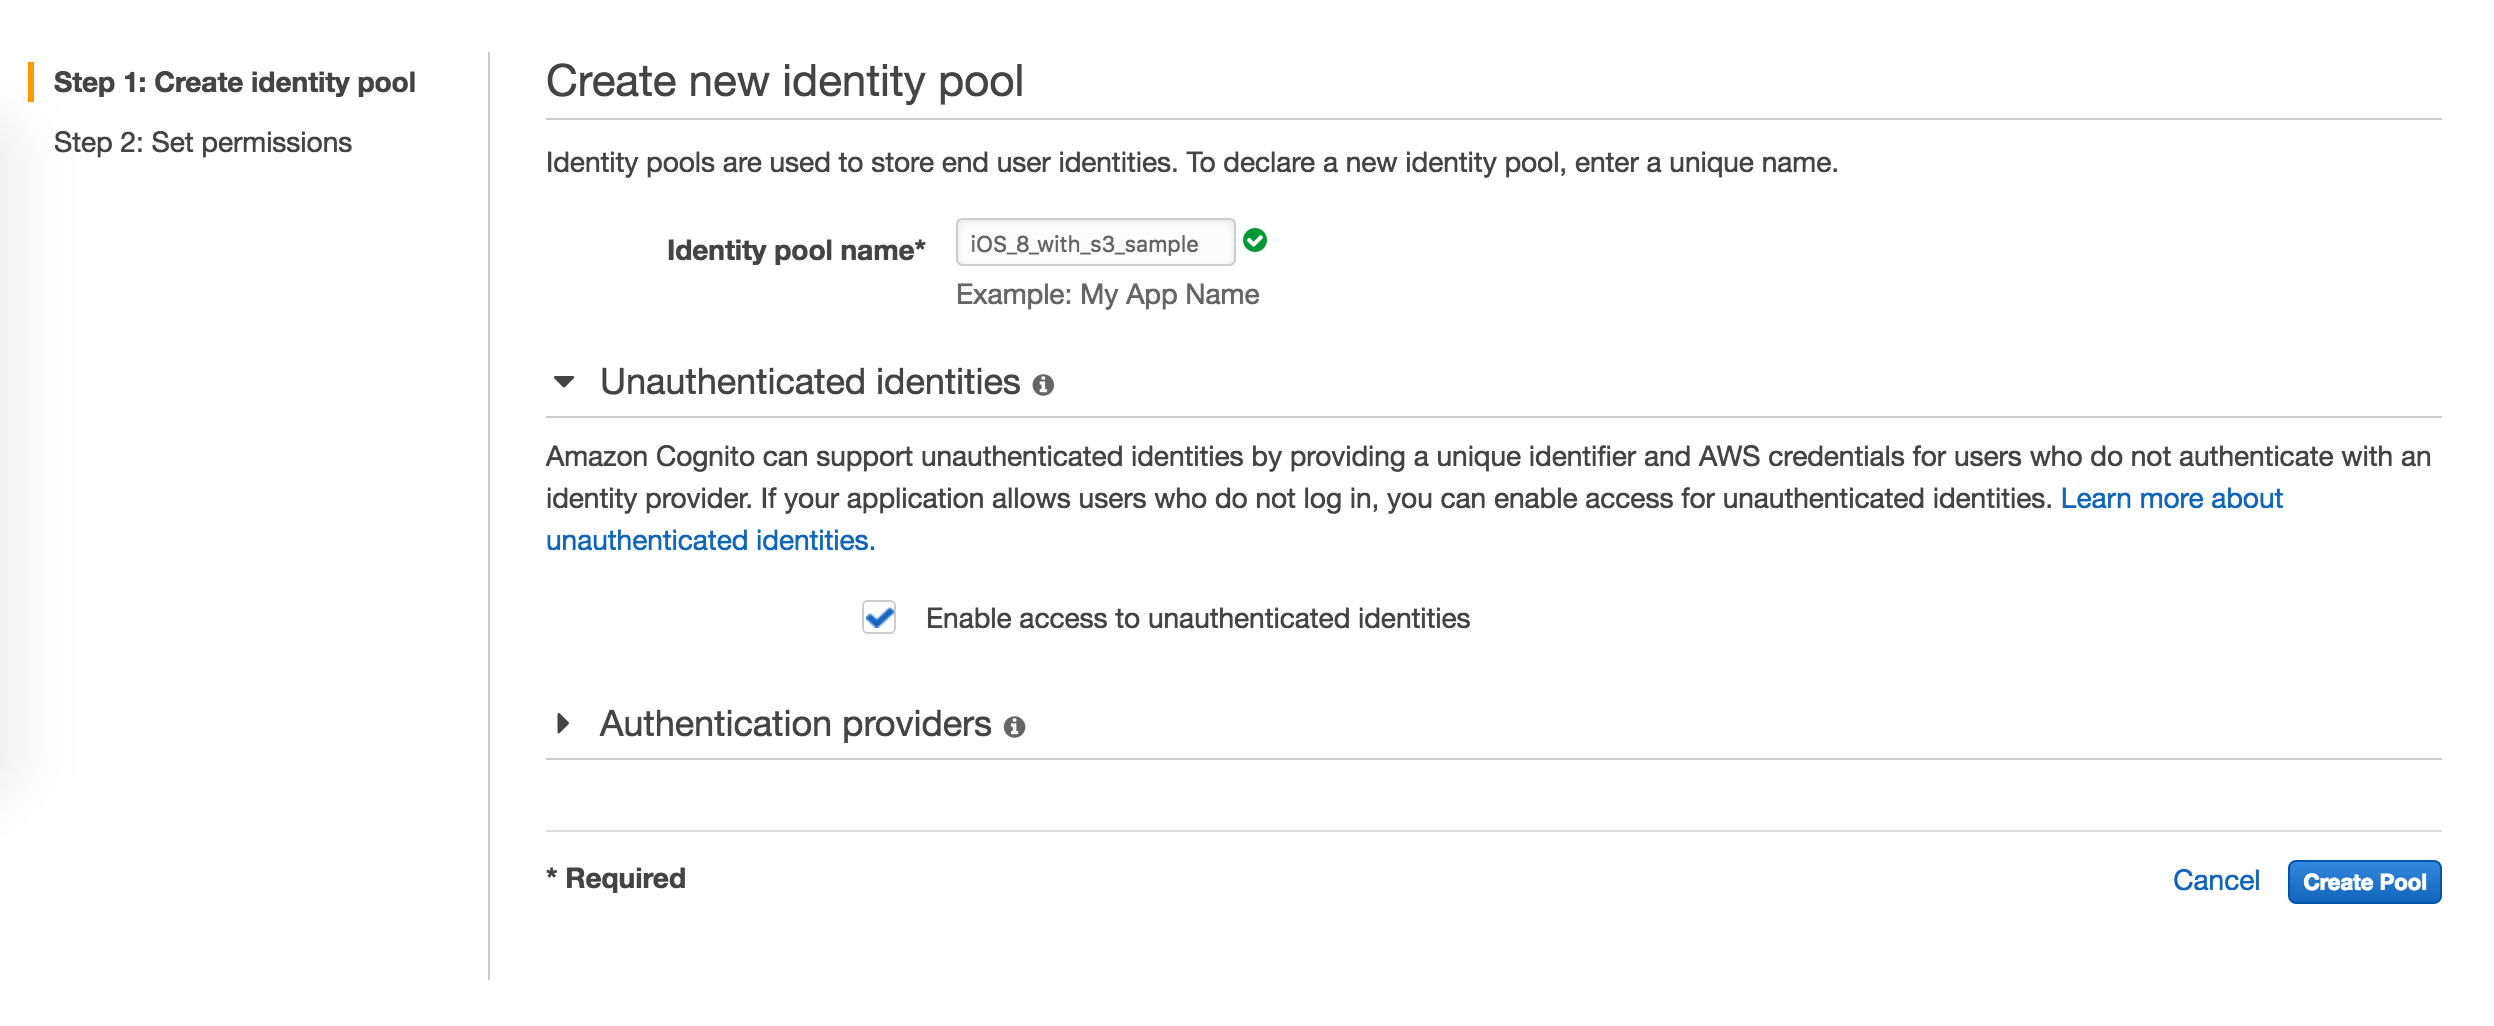 Step 1: Create identity pool
Step 2: Set permissions
Create new identity pool
Identity pools are used to store end user identities. To declare a new identity pool, enter a unique name.
Identity pool name*
iOS_8_with_s3_sample
Example: My App Name
Unauthenticated identities
Amazon Cognito can support unauthenticated identities by providing a unique identifier and AWS credentials for users who do not authenticate with an
identity provider. If your application allows users who do not log in, you can enable access for unauthenticated identities. Learn more about
unauthenticated identities.
Enable access to unauthenticated identities
Authentication providers
* Required
Cancel
Create Pool